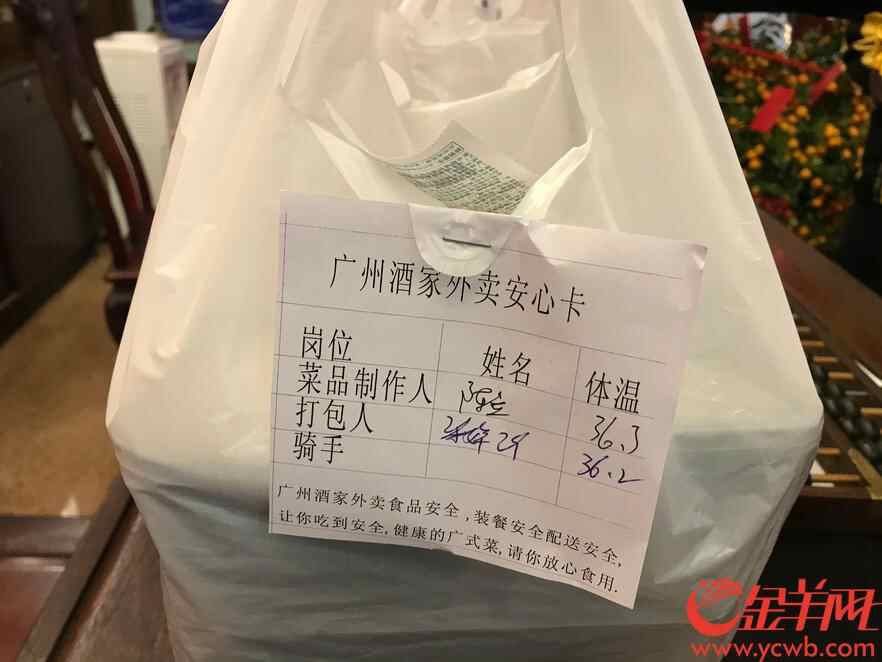 广州酒家外卖安心卡
岗位 姓名 体温
菜品制作人 36.3
打包人 36.2
骑手
广州酒家外卖食品安全,装餐安全配送安全,
让你吃到安全,健康的广式菜,请你放心食用.
金羊网
www.ycwb.com